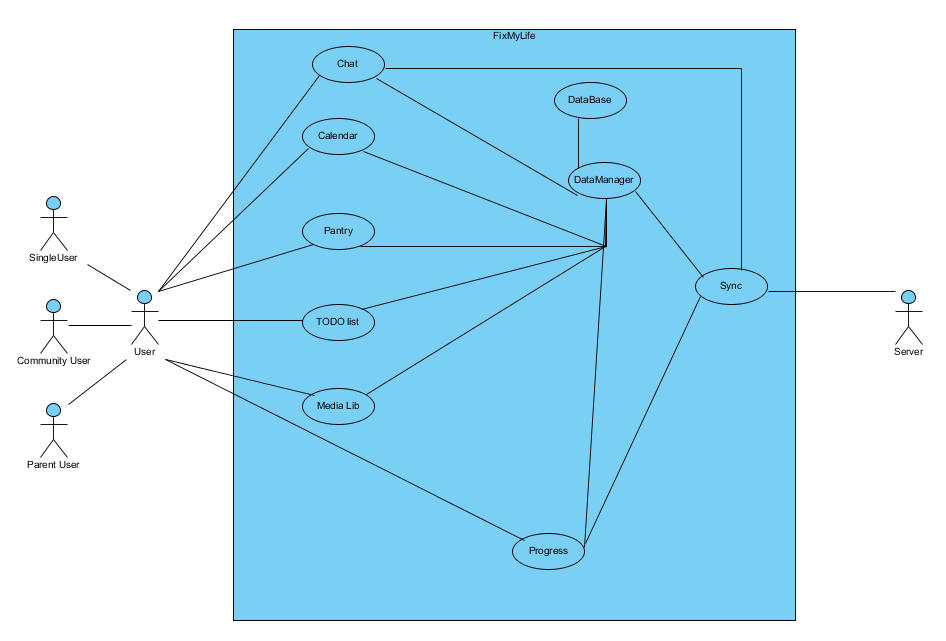 FixMyLife
Chat
DataBase
Calendar
DataManager
Pantry
SingleUser
Sync
TODO list
User
Server
Community User
Media Lib
Parent User
Progress